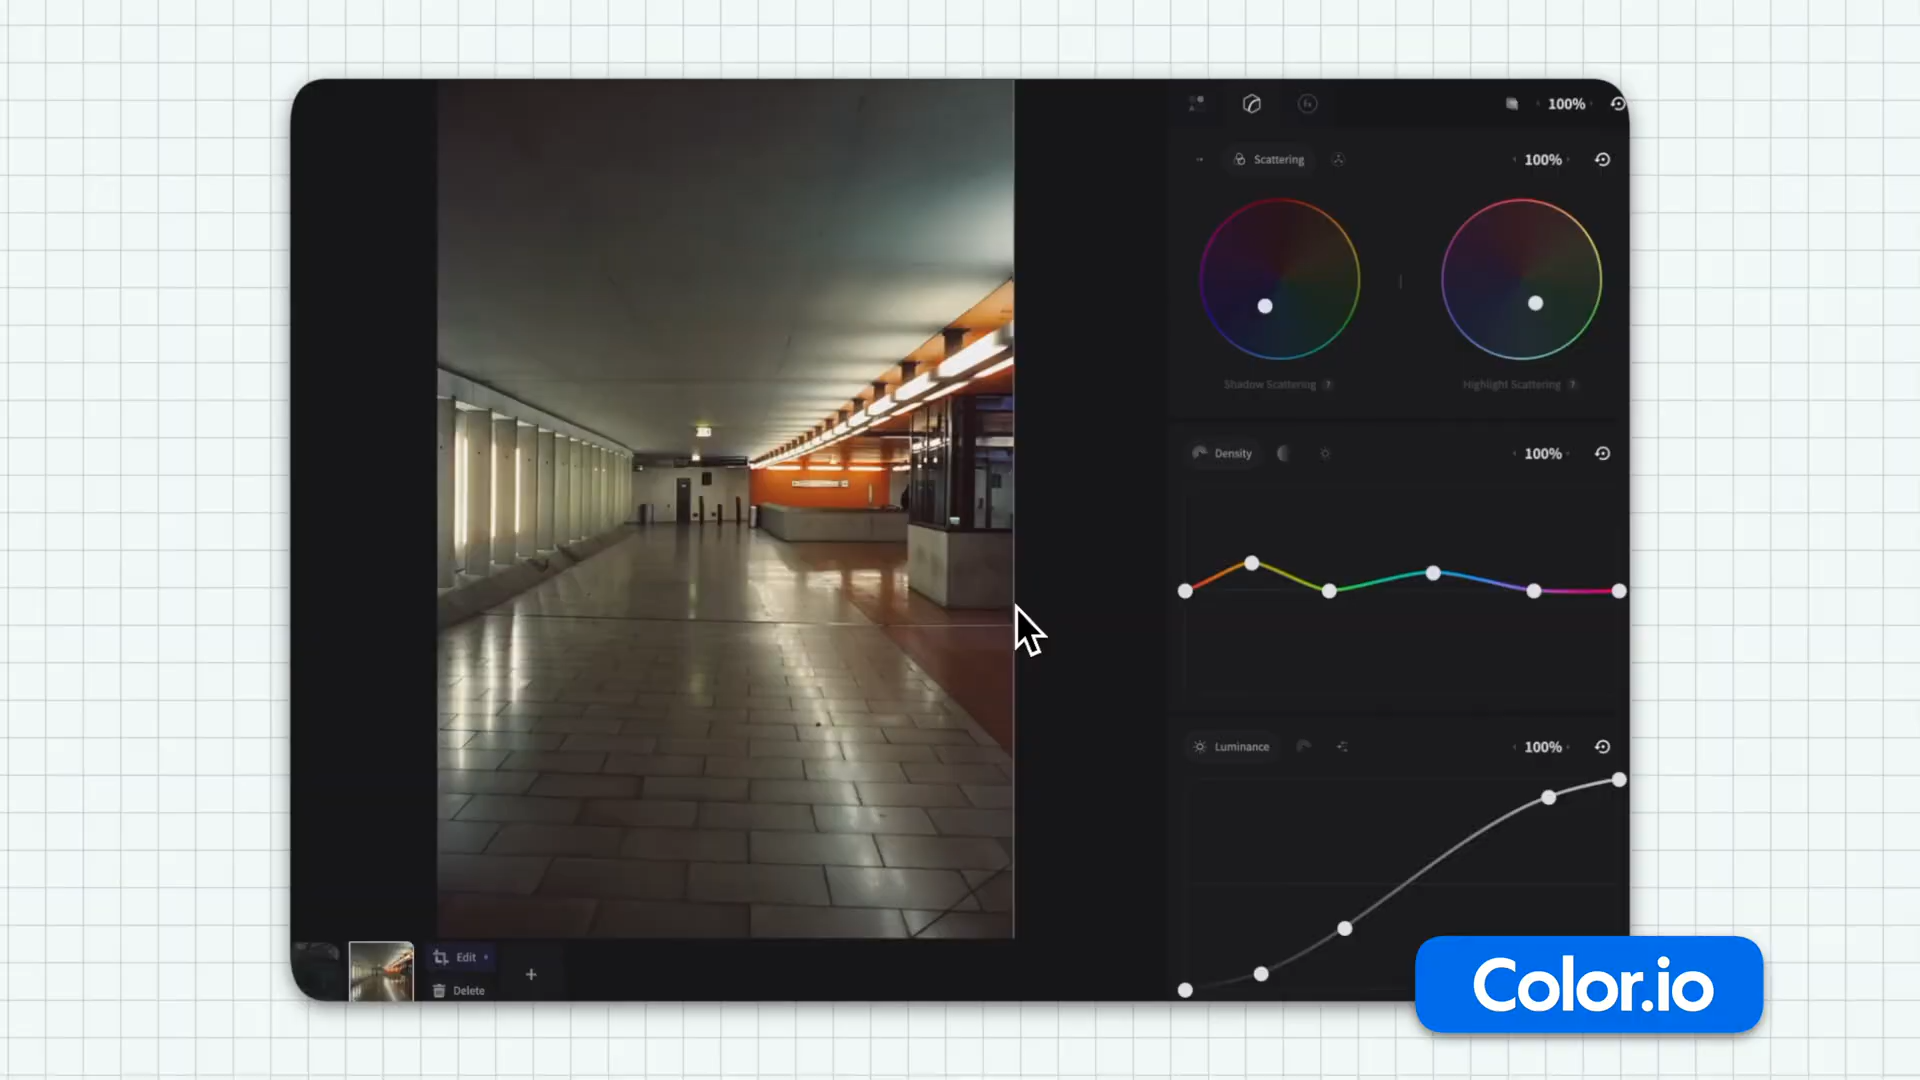 100%
Scattering
100%
Shadow Scattering ?
Highlight Scattering ?
Density
100%
Luminance
100%
Edit
Delete
Color.io